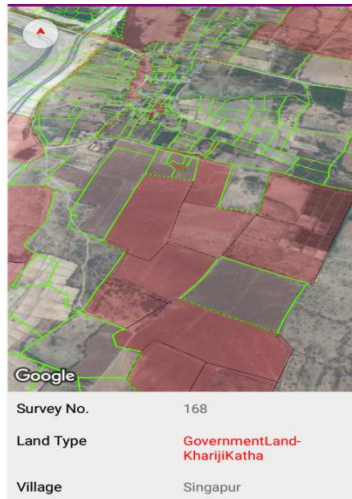 Google
Survey No. 168
Land Type GovernmentLand-
KharijiKatha
Village Singapur